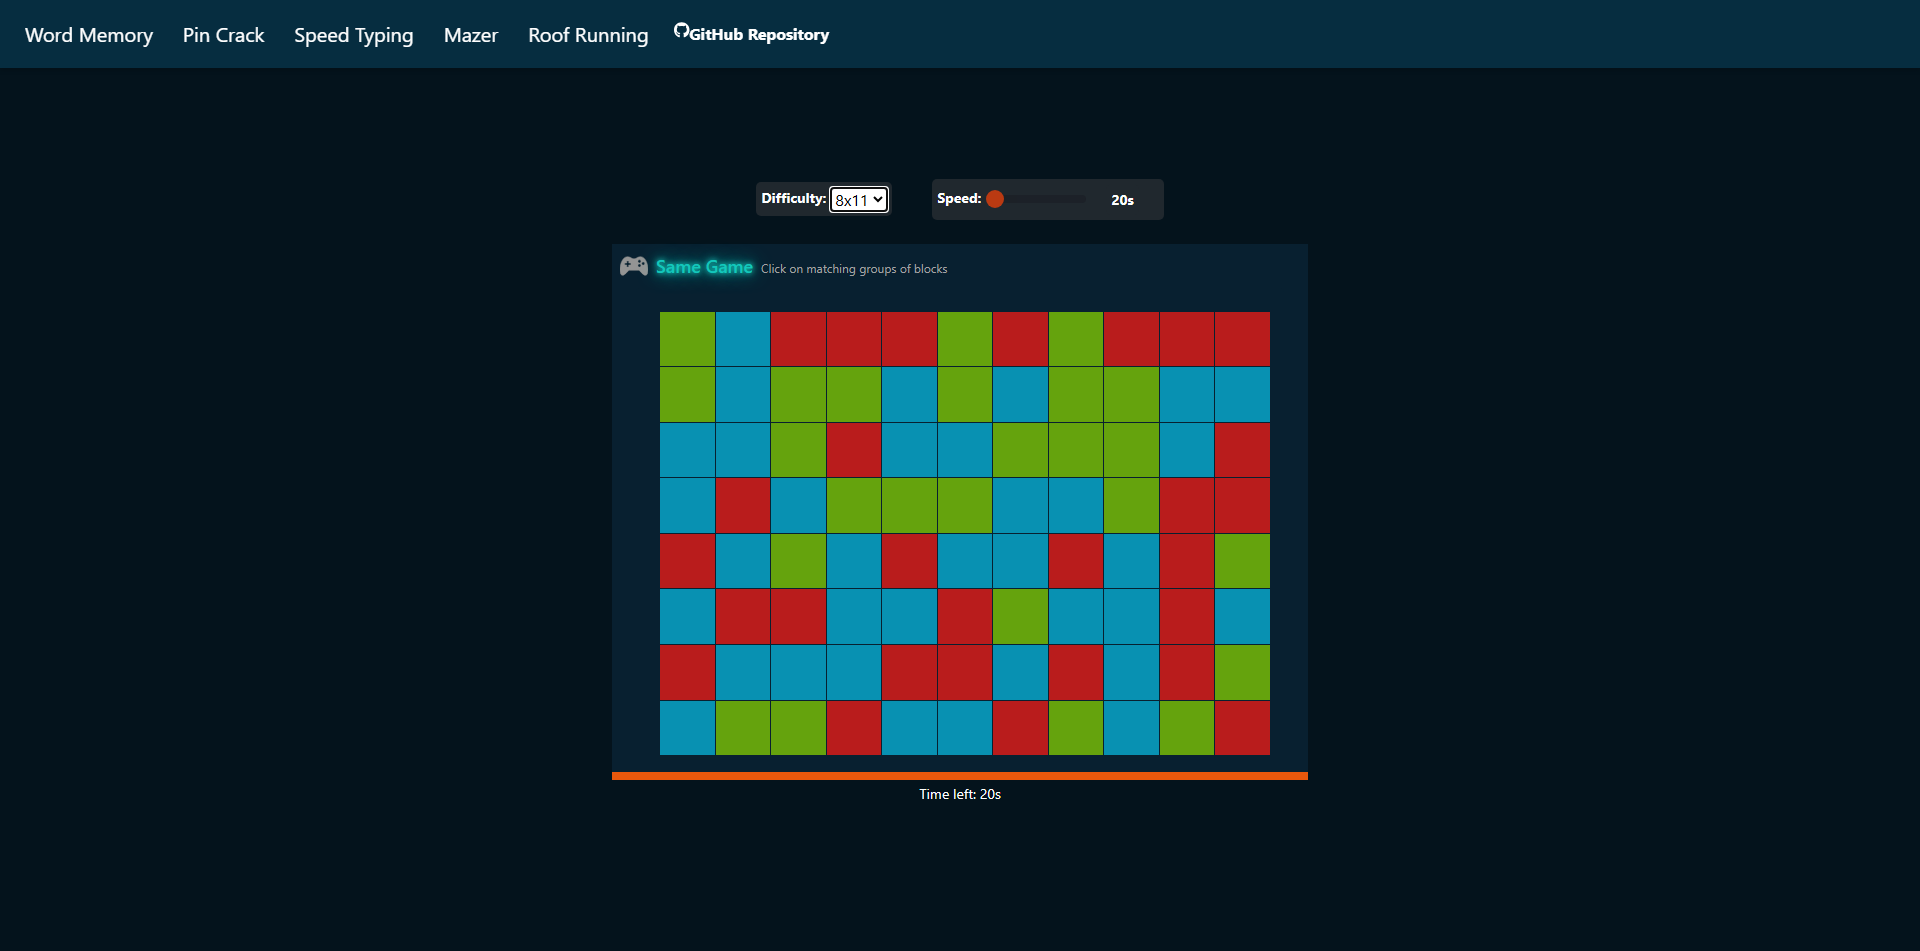 Word Memory Pin Crack Speed Typing Mazer Roof Running GitHub Repository
Difficulty: 8x11 Speed: 20s
Same Game Click on matching groups of blocks
Time left: 20s